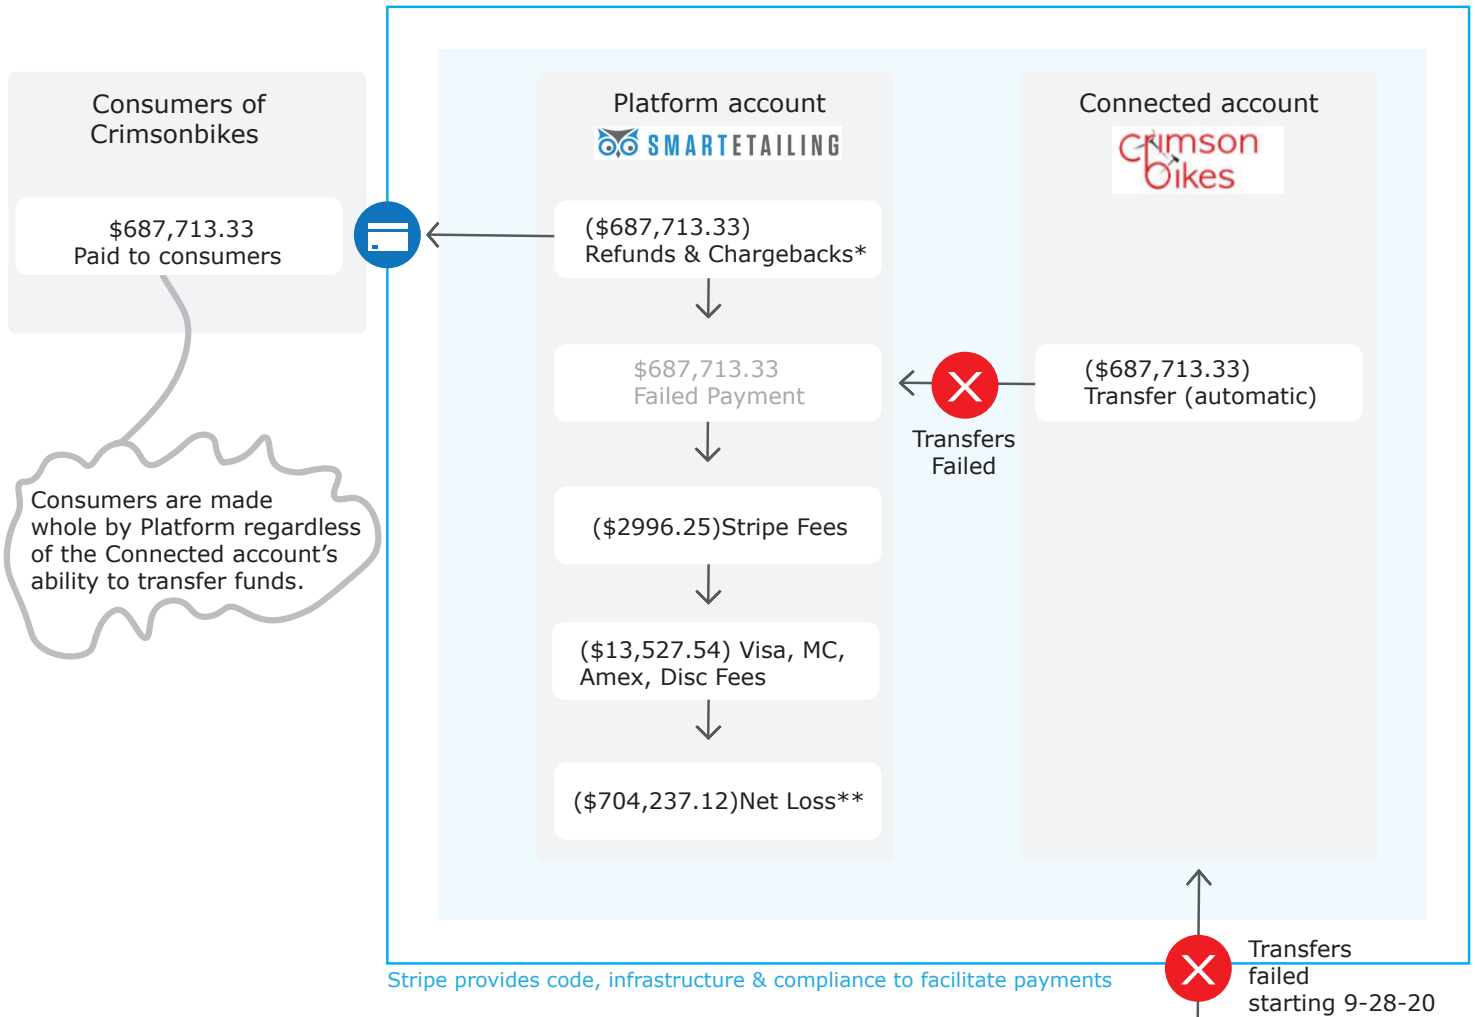 Consumers of
Crimsonbikes
$687,713.33
Paid to consumers
Consumers are made
whole by Platform regardless
of the Connected account’s
ability to transfer funds.
Platform account
SMARTETAILING
($687,713.33)
Refunds & Chargebacks*
$687,713.33
Failed Payment
($2996.25)Stripe Fees
($13,527.54) Visa, MC,
Amex, Disc Fees
($704,237.12)Net Loss**
Transfers
Failed
Connected account
crimson
bikes
($687,713.33)
Transfer (automatic)
Stripe provides code, infrastructure & compliance to facilitate payments
Transfers
failed
starting 9-28-20